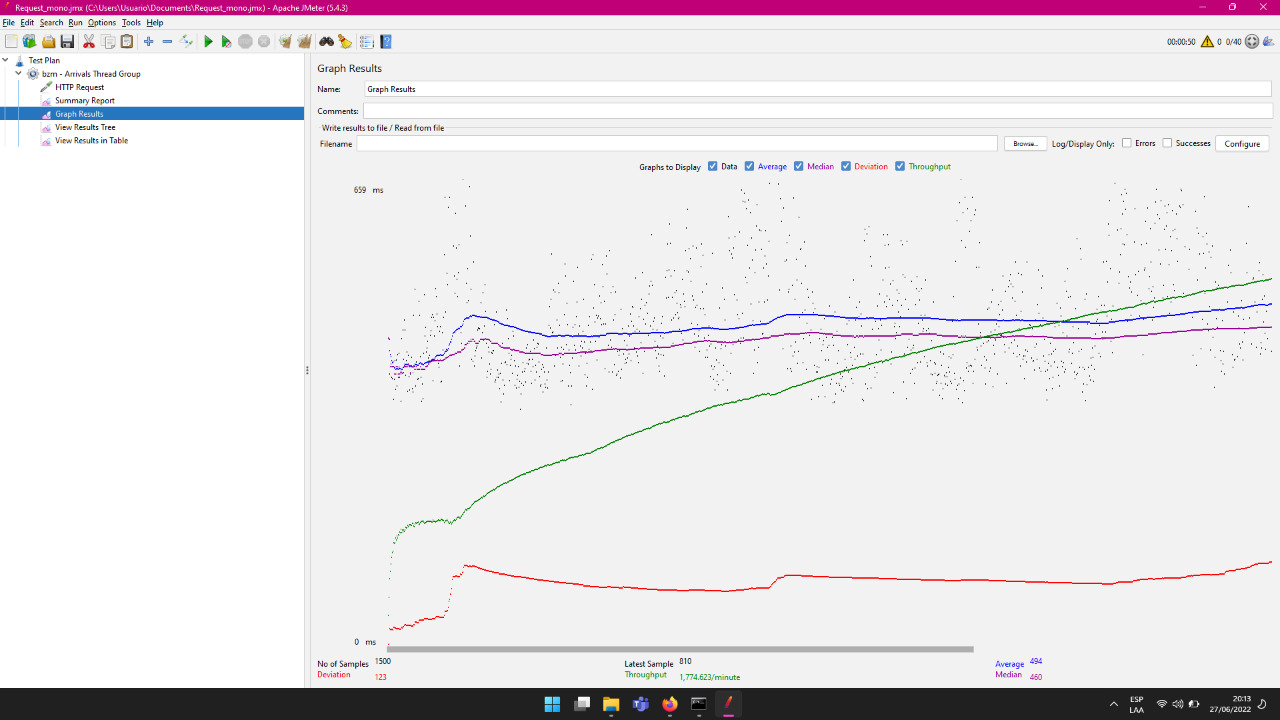 Request_mono.jmx (C:\Users\Usuario\Documents\Request_mono.jmx) - Apache JMeter (5.4.3)
File Edit Search Run Options Tools Help
00:00:50 0 0/40
Test Plan
bzm - Arrivals Thread Group
HTTP Request
Summary Report
Graph Results
View Results Tree
View Results in Table
Graph Results
Name: Graph Results
Comments:
Write results to file / Read from file
Filename Browse... Log/Display Only: Errors Successes Configure
Graphs to Display Data Average Median Deviation Throughput
659 ms
0 ms
No of Samples 1500 Latest Sample 810 Average 494
Deviation 123 Throughput 1,774.623/minute Median 460
ESP
LAA
20:13
27/06/2022